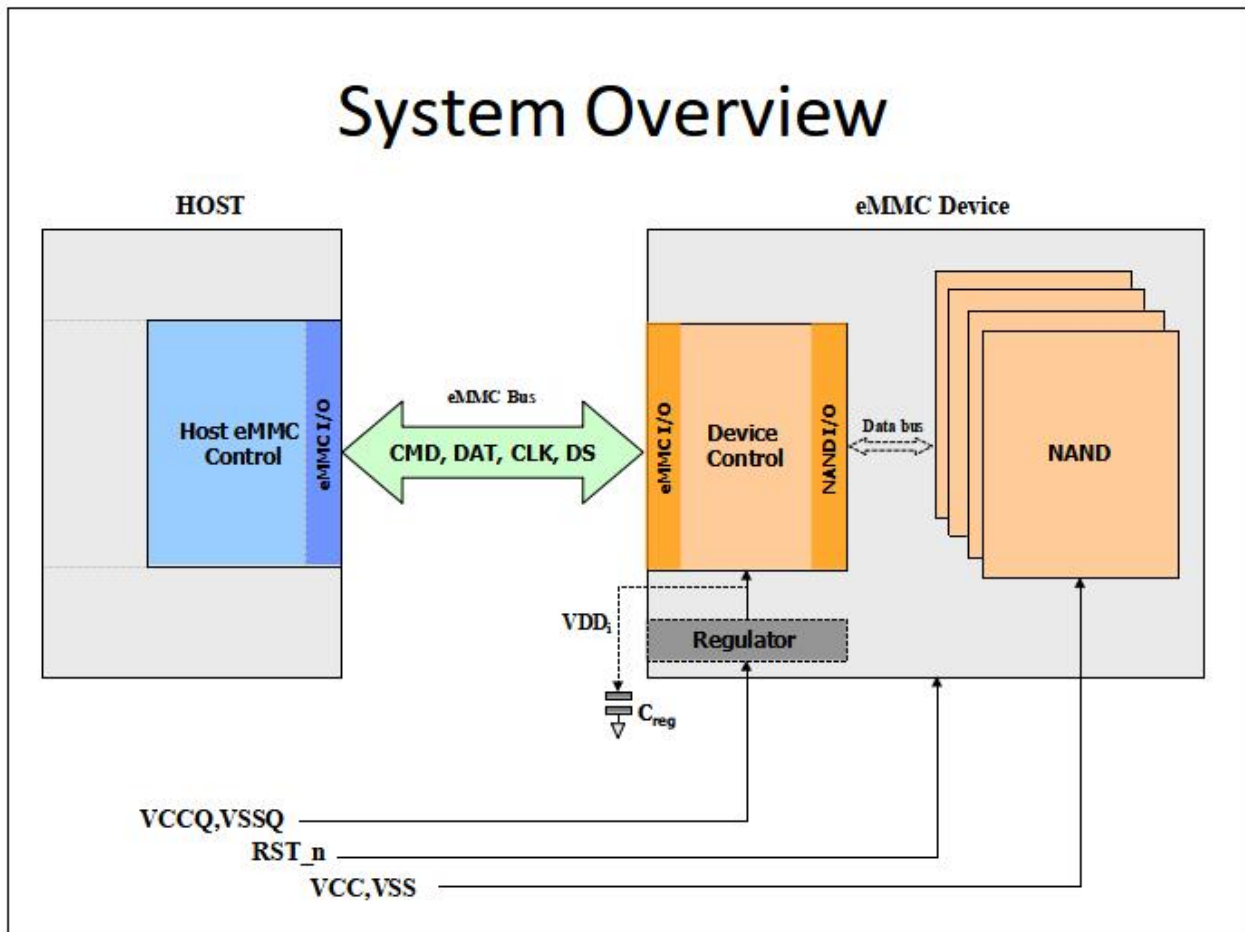 System Overview
HOST
eMMC Device
eMMC Bus
Host eMMC
Control
eMMC I/O
CMD, DAT, CLK, DS
eMMC I/O
Device
Control
NAND I/O
Data bus
NAND
VDDi
Regulator
Creg
VCCQ,VSSQ
RST_n
VCC,VSS